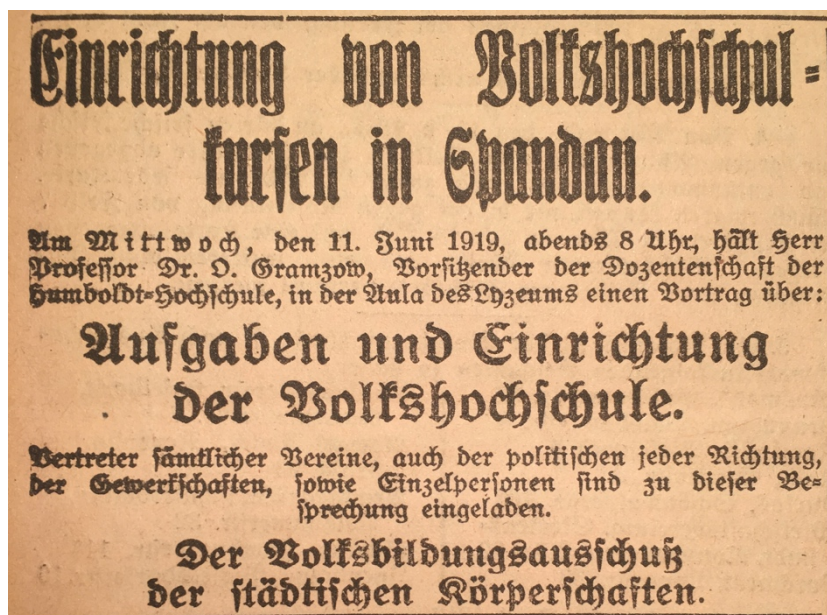 Einrichtung von Volkshochschul-
kursen in Spandau.
Am Mittwoch, den 11. Juni 1919, abends 8 Uhr, hält Herr
Professor Dr. O. Gramzow, Vorsitzender der Dozentenschaft der
Humboldt-Hochschule, in der Aula des Lyzeums einen Vortrag über:
Aufgaben und Einrichtung
der Volkshochschule.
Vertreter sämtlicher Vereine, auch der politischen jeder Richtung,
der Gewerkschaften, sowie Einzelpersonen sind zu dieser Be-
sprechung eingeladen.
Der Volksbildungsausschuß
der städtischen Körperschaften.